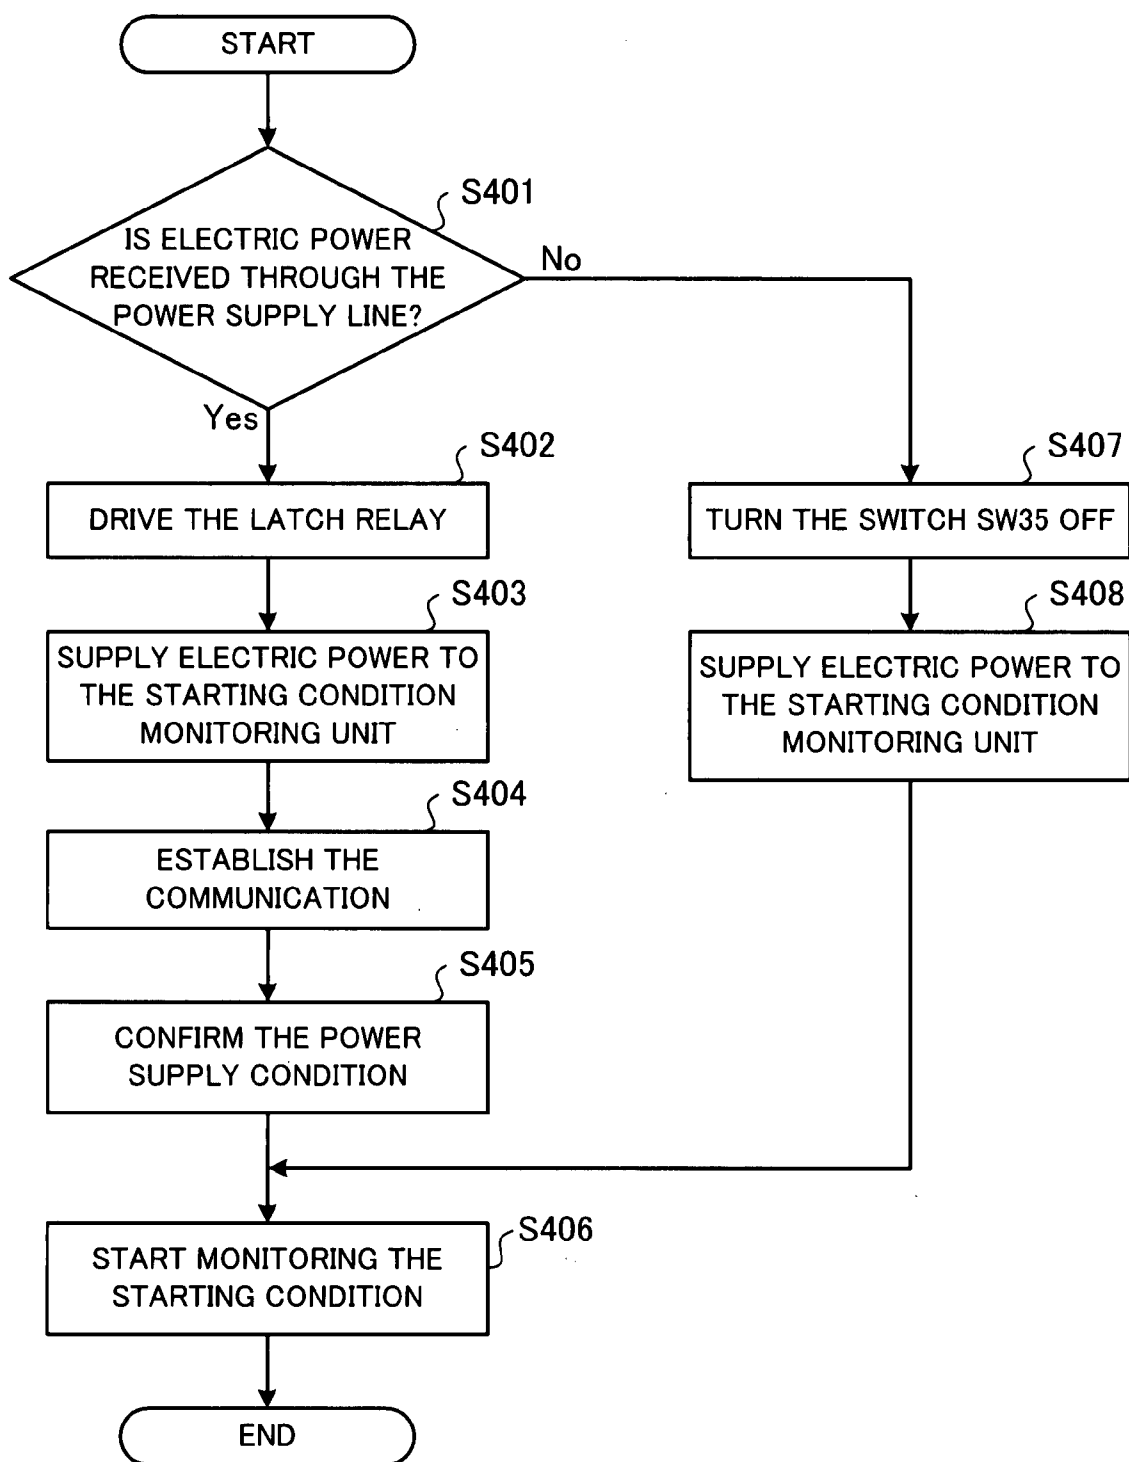 START
S401
IS ELECTRIC POWER
RECEIVED THROUGH THE
POWER SUPPLY LINE?
No
Yes
S402
DRIVE THE LATCH RELAY
S407
TURN THE SWITCH SW35 OFF
S403
SUPPLY ELECTRIC POWER TO
THE STARTING CONDITION
MONITORING UNIT
S408
SUPPLY ELECTRIC POWER TO
THE STARTING CONDITION
MONITORING UNIT
S404
ESTABLISH THE
COMMUNICATION
S405
CONFIRM THE POWER
SUPPLY CONDITION
S406
START MONITORING THE
STARTING CONDITION
END